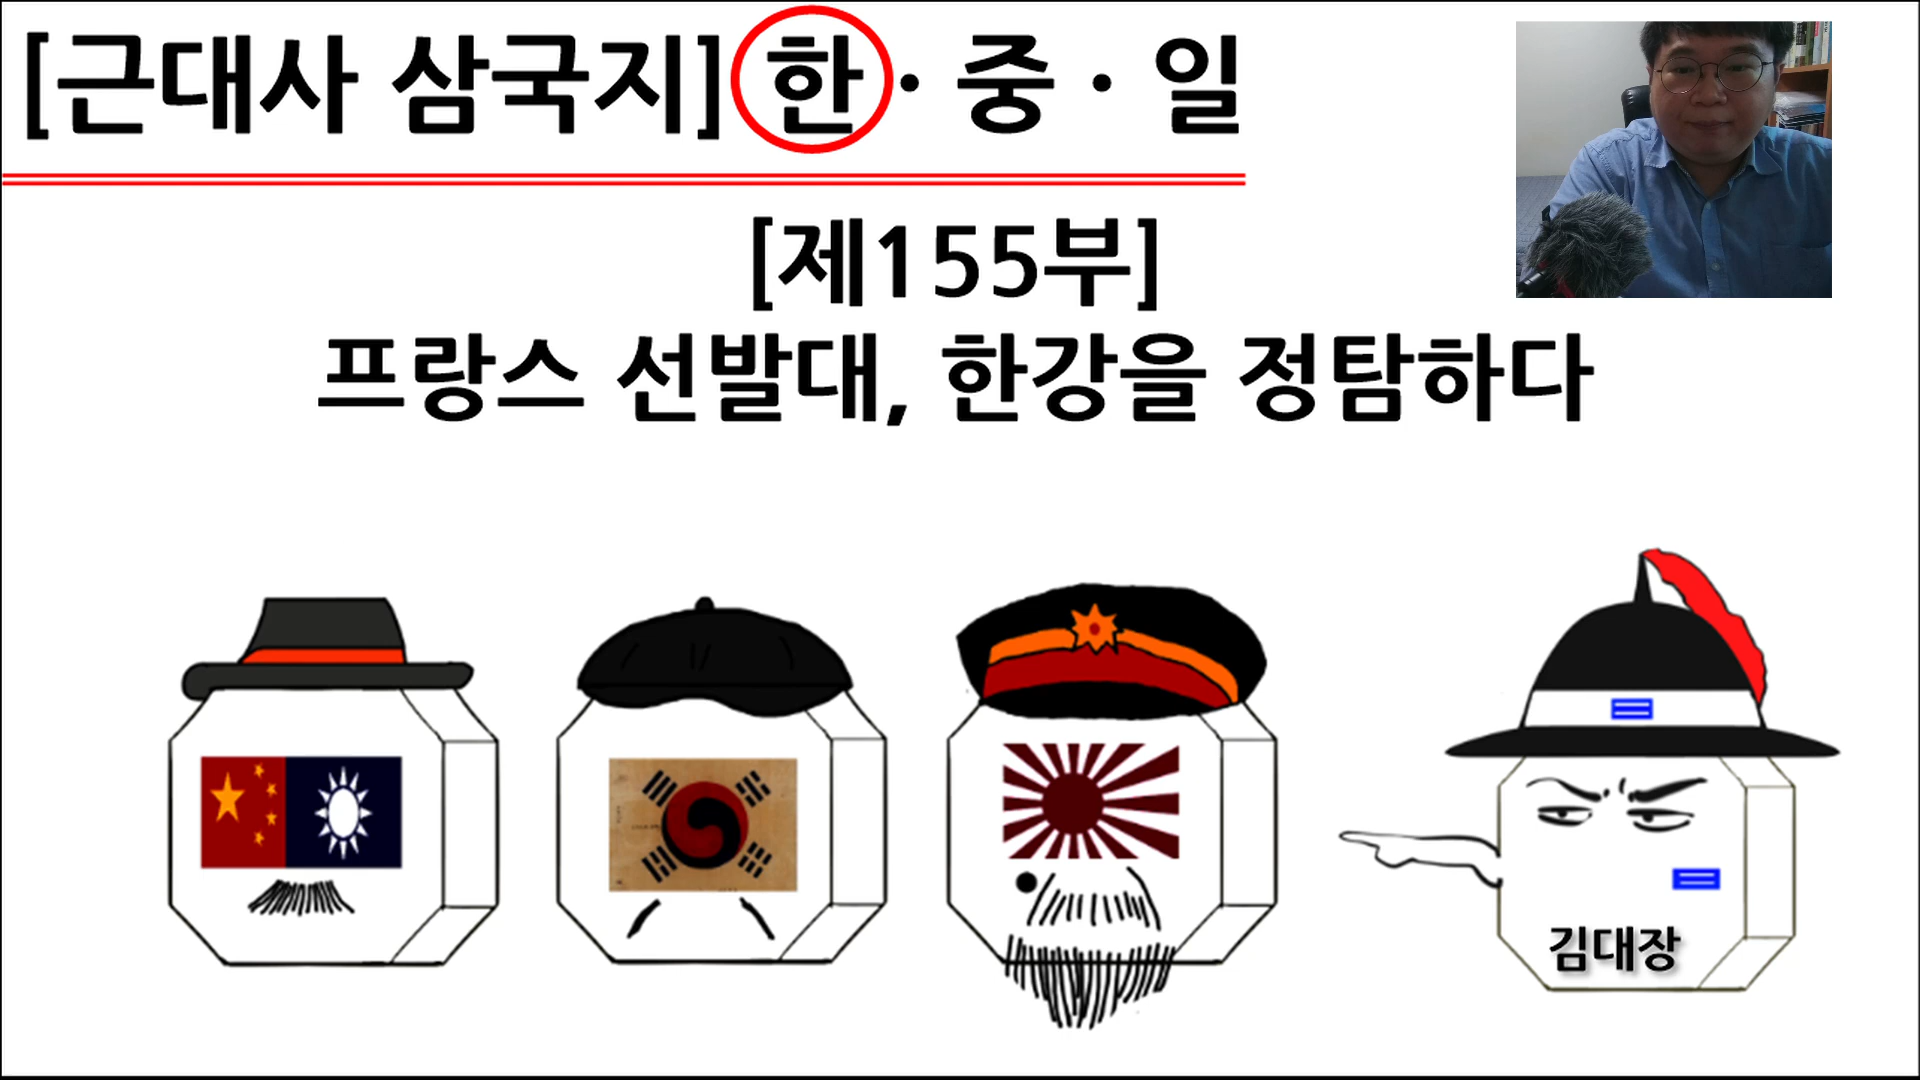 [근대사 삼국지] 한 · 중 · 일
[제155부]
프랑스 선발대, 한강을 정탐하다
김대장